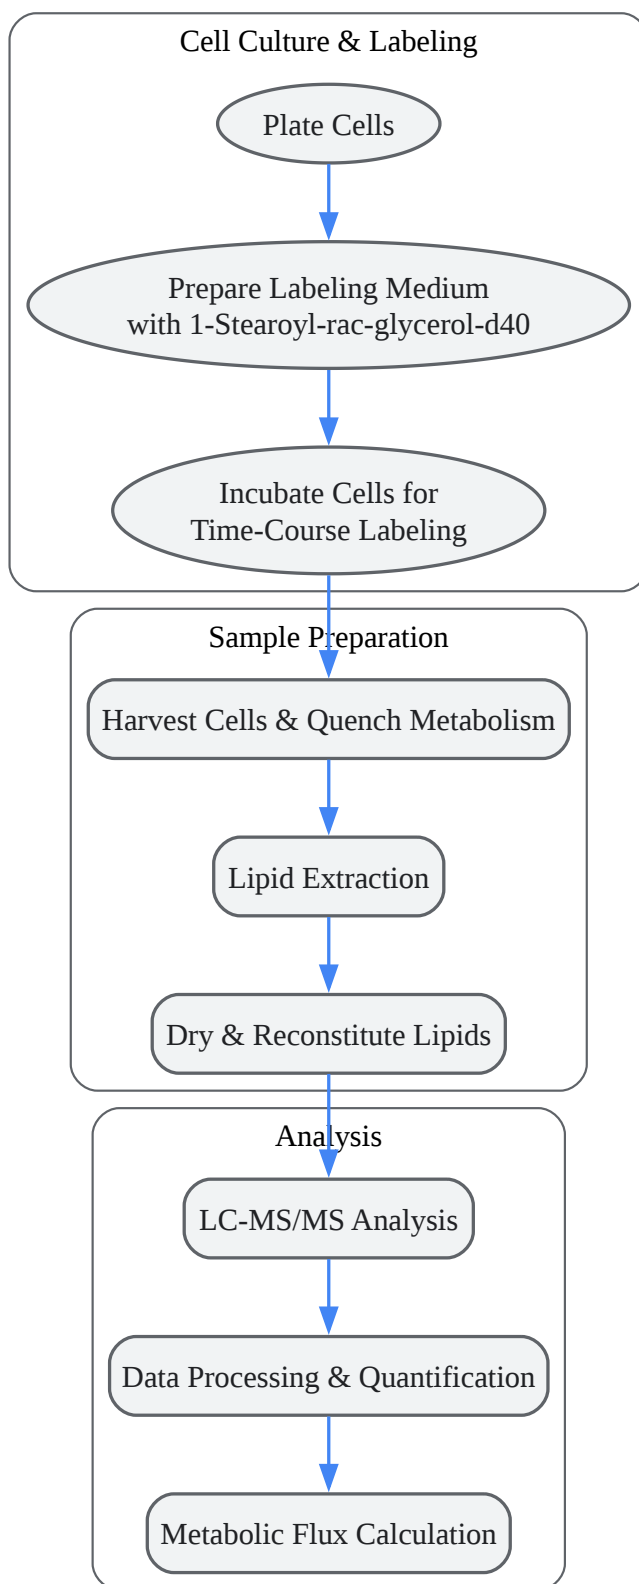 Cell Culture & Labeling
Plate Cells
Prepare Labeling Medium
with 1-Stearoyl-rac-glycerol-d40
Incubate Cells for
Time-Course Labeling
Sample Preparation
Harvest Cells & Quench Metabolism
Lipid Extraction
Dry & Reconstitute Lipids
Analysis
LC-MS/MS Analysis
Data Processing & Quantification
Metabolic Flux Calculation